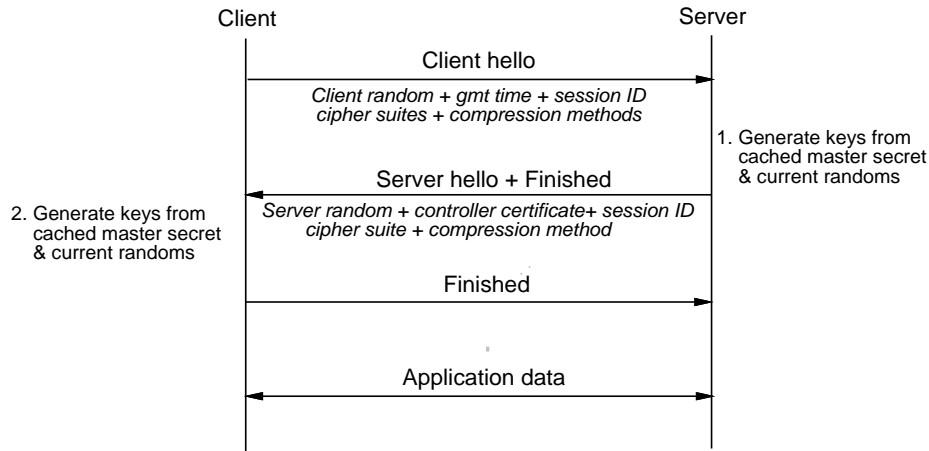 Client
Server
Client hello
Client random + gmt time + session ID
cipher suites + compression methods
1. Generate keys from
cached master secret
& current randoms
Server hello + Finished
Server random + controller certificate+ session ID
cipher suite + compression method
2. Generate keys from
cached master secret
& current randoms
Finished
Application data